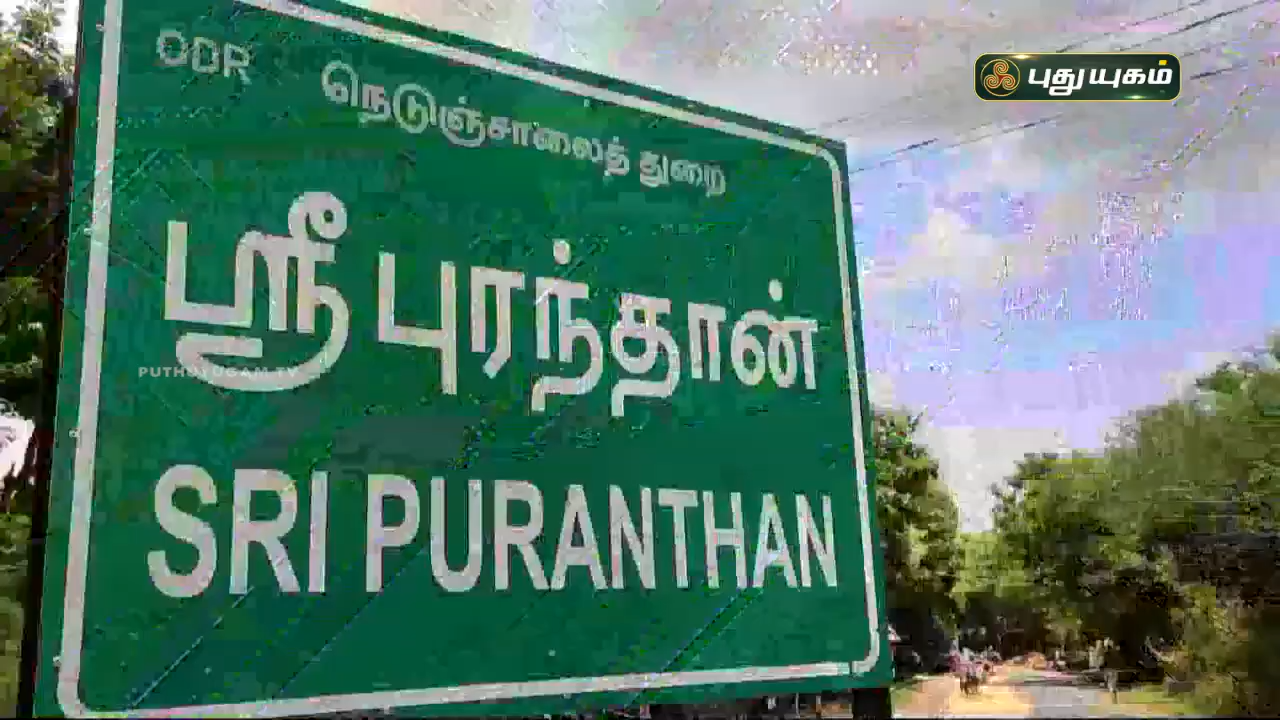 புதுயுகம்
ODR
நெடுஞ்சாலைத் துறை
ஸ்ரீ புரந்தான்
PUTHUYUGAM TV
SRI PURANTHAN